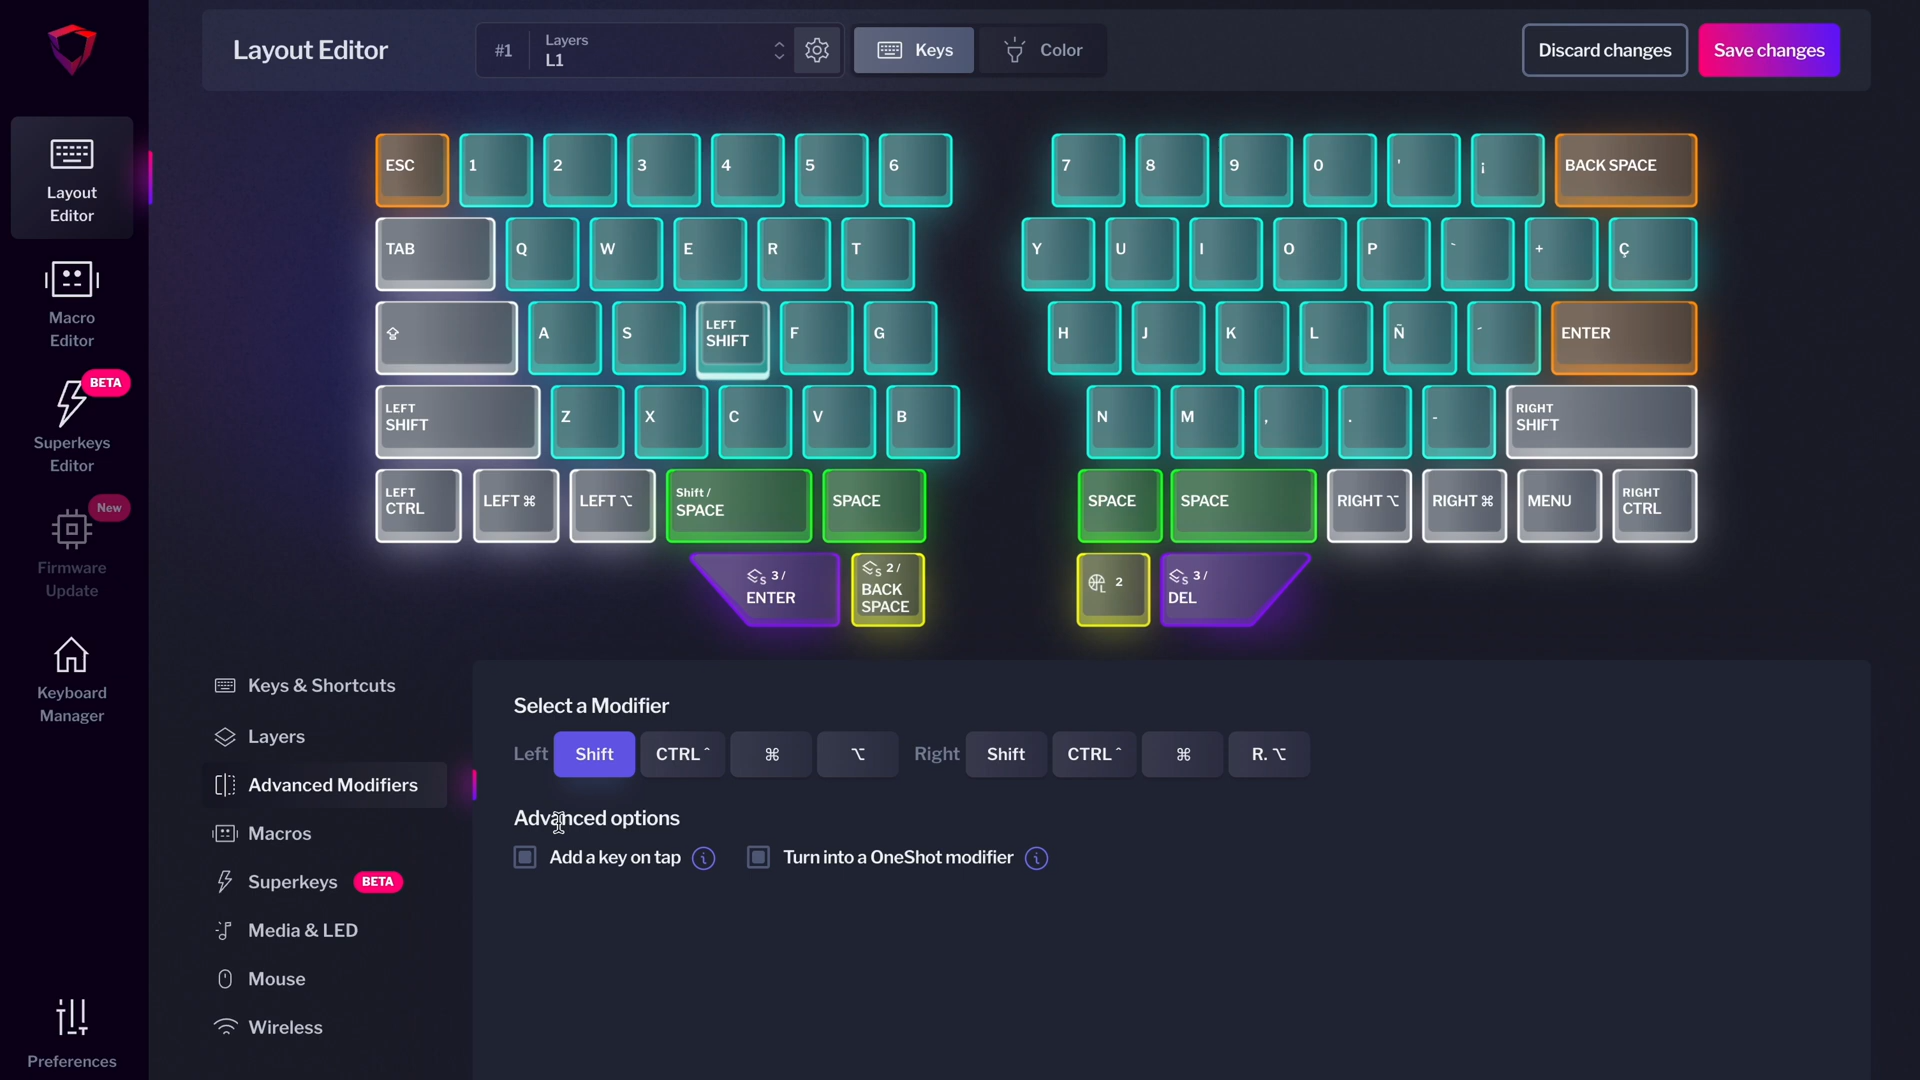 Layout Editor
#1
Layers
L1
Keys
Color
Discard changes
Save changes
Layout
Editor
Macro
Editor
BETA
Superkeys
Editor
New
Firmware
Update
Keyboard
Manager
Preferences
ESC 1 2 3 4 5 6 7 8 9 0 ' ¡ BACK SPACE
TAB Q W E R T Y U I O P ` + Ç
A S LEFT SHIFT F G H J K L Ñ ´ ENTER
LEFT SHIFT Z X C V B N M , . - RIGHT SHIFT
LEFT CTRL LEFT ⌘ LEFT ⌥ Shift / SPACE SPACE SPACE SPACE RIGHT ⌥ RIGHT ⌘ MENU RIGHT CTRL
S 3 / ENTER S 2 / BACK SPACE L 2 S 3 / DEL
Keys & Shortcuts
Layers
Advanced Modifiers
Macros
Superkeys BETA
Media & LED
Mouse
Wireless
Select a Modifier
Left Shift CTRL ⌃ ⌘ ⌥ Right Shift CTRL ⌃ ⌘ R. ⌥
Advanced options
Add a key on tap i Turn into a OneShot modifier i